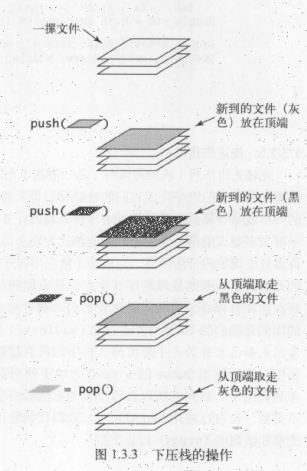 一摞文件
新到的文件（灰
push( )
色）放在顶端
新到的文件（黑
push( )
色）放在顶端
从顶端取走
= pop()
黑色的文件
从顶端取走
= pop()
灰色的文件
图 1.3.3 下压栈的操作